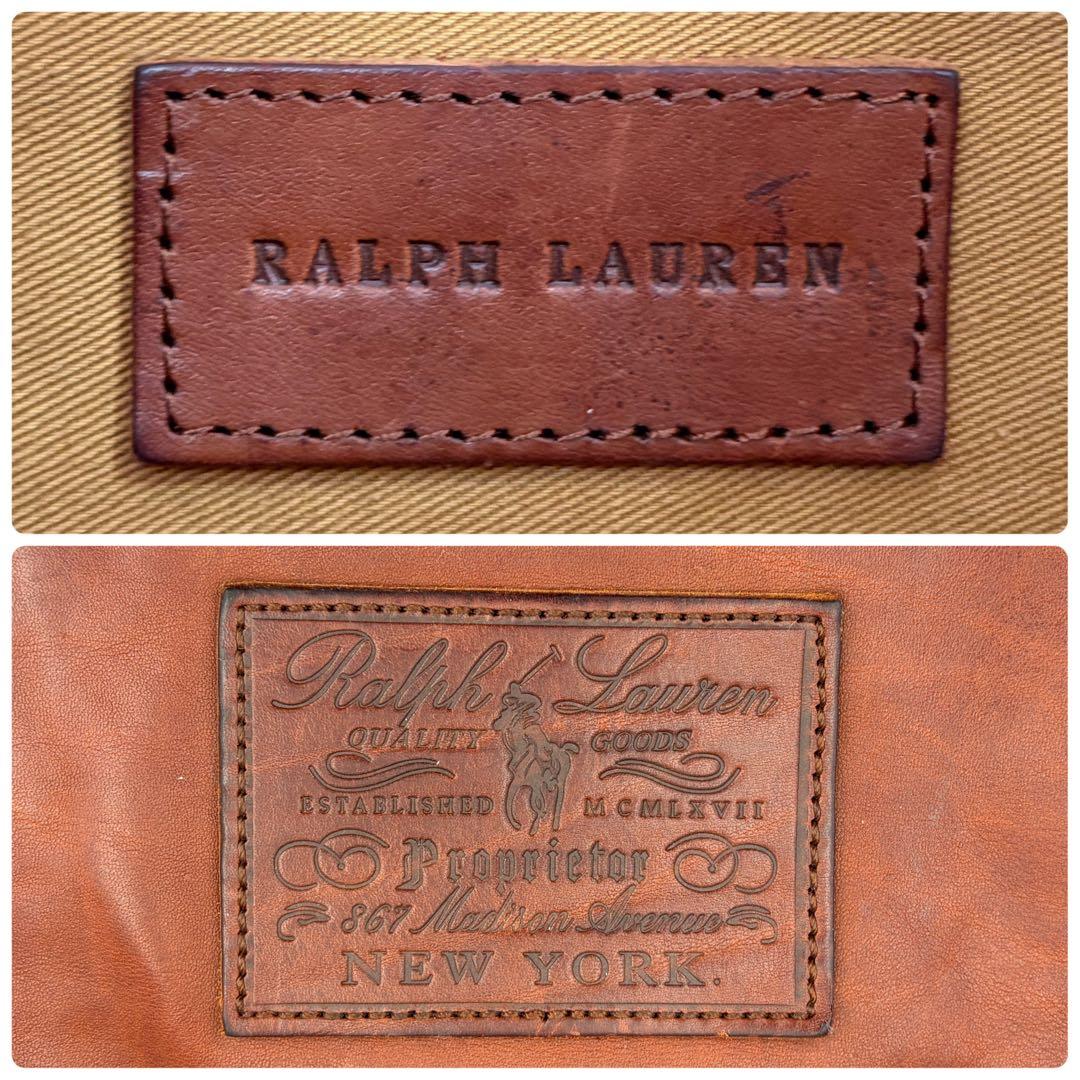 RALPH LAUREN
Ralph Lauren
QUALITY GOODS
ESTABLISHED MCMLXVII
Proprietor
867 Madison Avenue
NEW YORK.